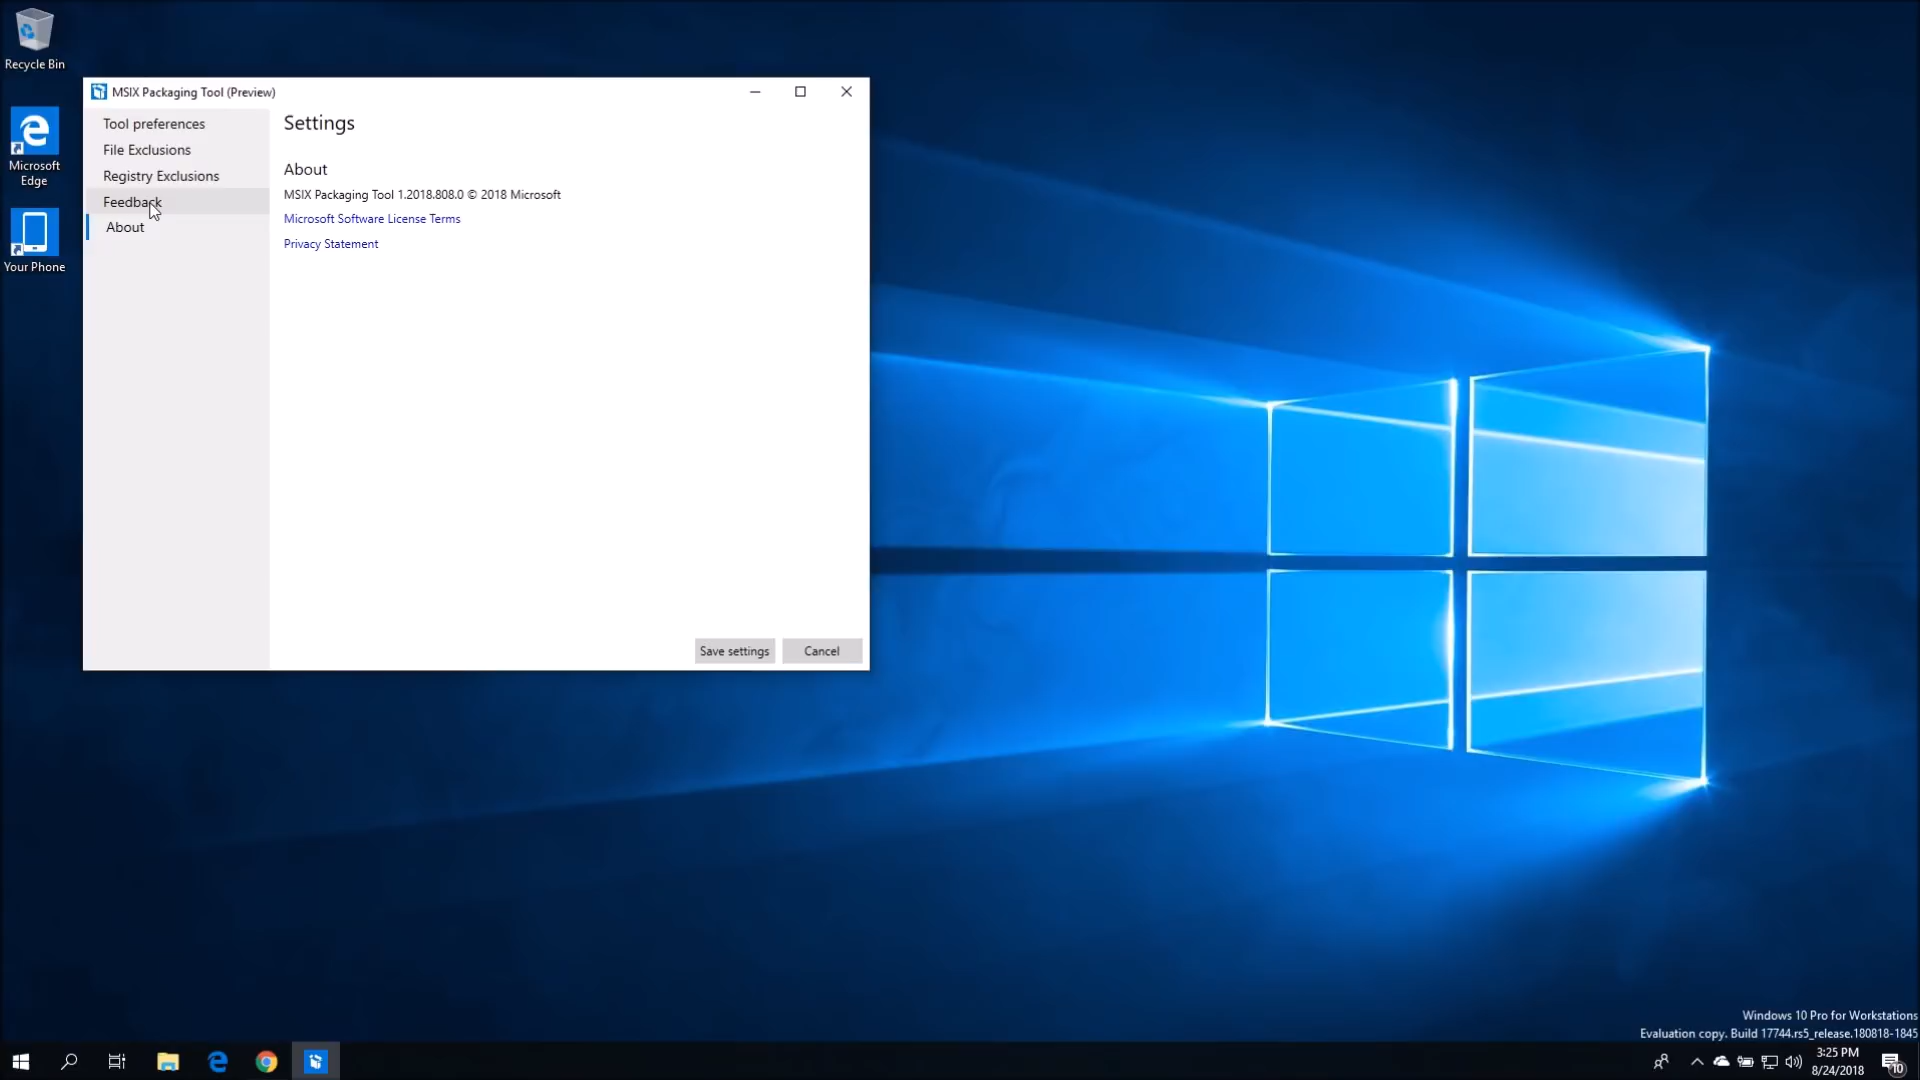 Recycle Bin
Microsoft
Edge
Your Phone
MSIX Packaging Tool (Preview)
Tool preferences
File Exclusions
Registry Exclusions
Feedback
About
Settings
About
MSIX Packaging Tool 1.2018.808.0 © 2018 Microsoft
Microsoft Software License Terms
Privacy Statement
Save settings
Cancel
Windows 10 Pro for Workstations
Evaluation copy. Build 17744.rs5_release.180818-1845
3:25 PM
8/24/2018
10